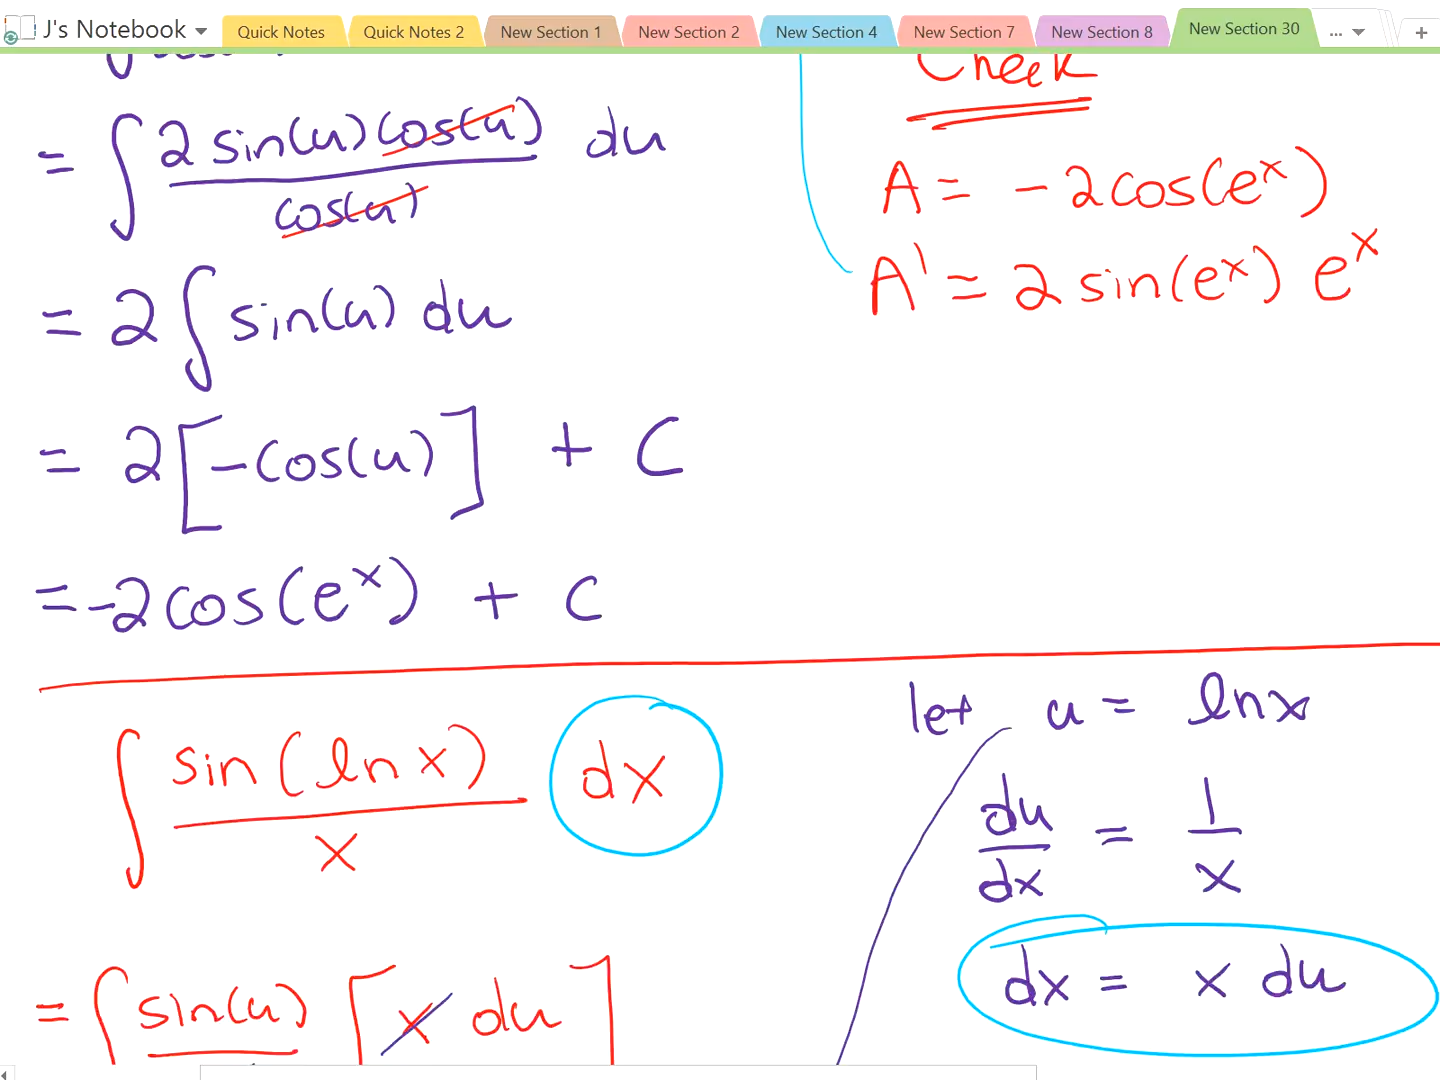 J's Notebook
Quick Notes
Quick Notes 2
New Section 1
New Section 2
New Section 4
New Section 7
New Section 8
New Section 30
...
+
Check
= ∫ 2 sin(u) cos(u) / cos(u) du
A = -2cos(e^x)
A' = 2 sin(e^x) e^x
= 2 ∫ sin(u) du
= 2[-cos(u)] + C
= -2cos(e^x) + C
∫ sin(ln x) / x dx
let u = ln x
du/dx = 1/x
dx = x du
= ∫ sin(u) [x du]